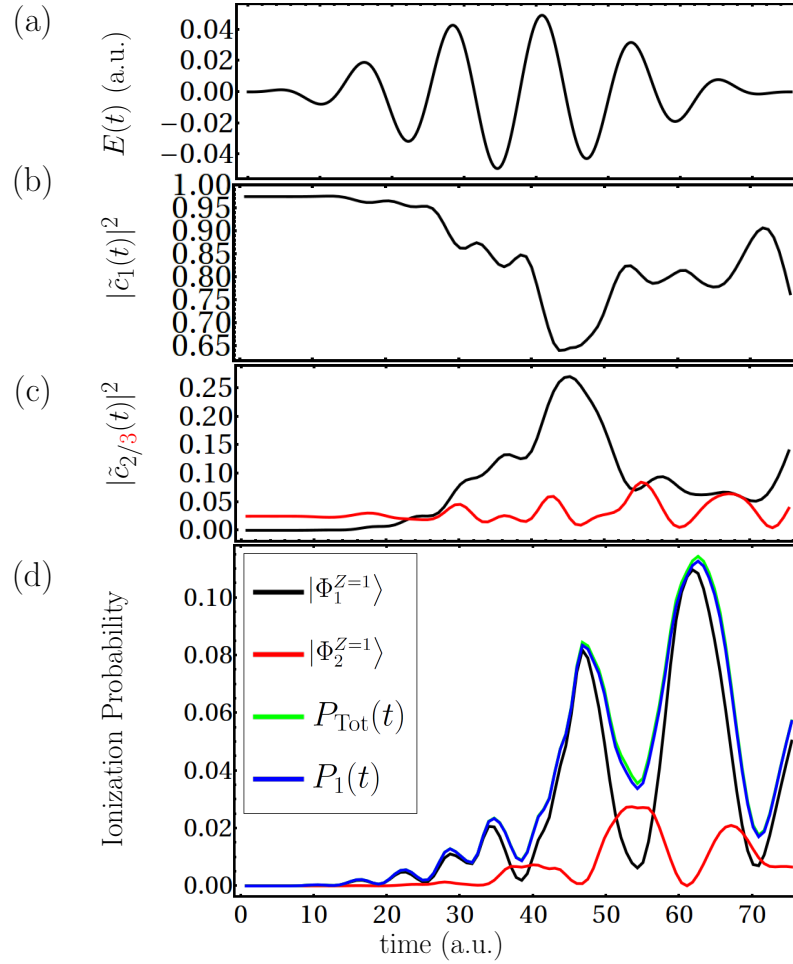 (a)
E(t) (a.u.)
0.04
0.02
0.00
−0.02
−0.04
(b)
|c̃₁(t)|²
1.00
0.95
0.90
0.85
0.80
0.75
0.70
0.65
(c)
|c̃₂/₃(t)|²
0.25
0.20
0.15
0.10
0.05
0.00
(d)
Ionization Probability
0.10
0.08
0.06
0.04
0.02
0.00
|Φ₁^{Z=1}⟩
|Φ₂^{Z=1}⟩
P_Tot(t)
P₁(t)
0 10 20 30 40 50 60 70
time (a.u.)